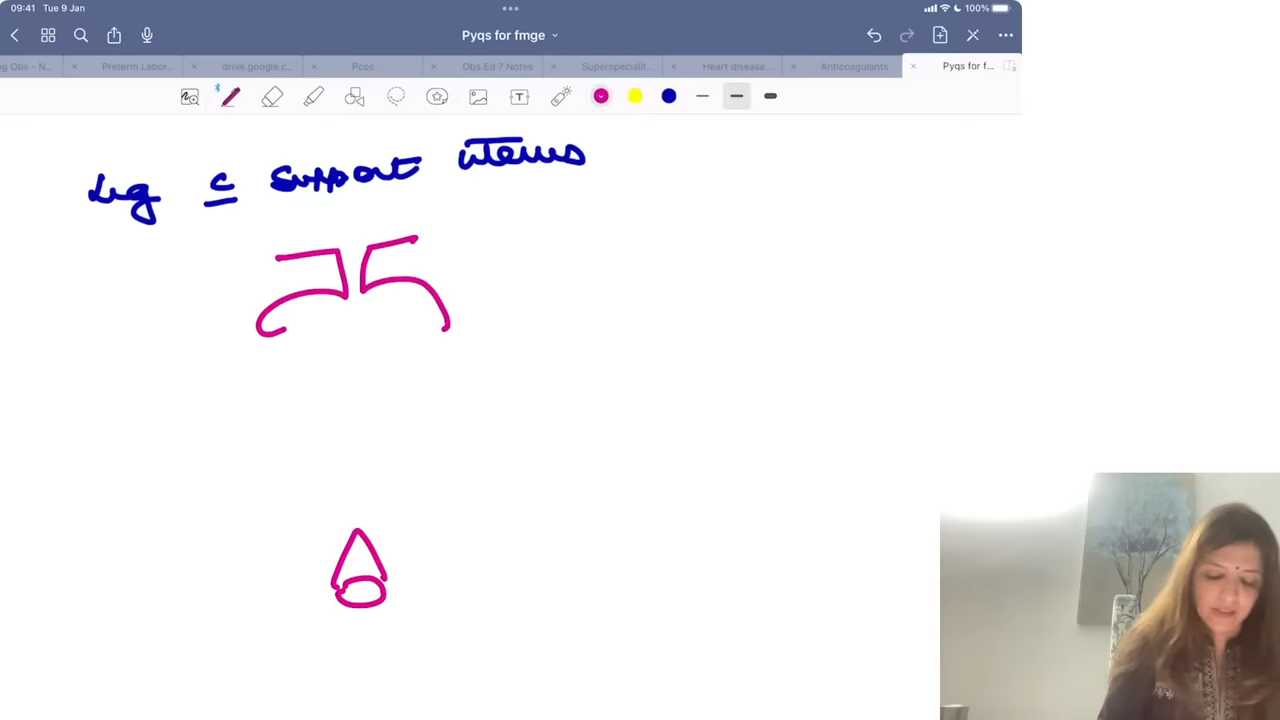 09:41 Tue 9 Jan 100%
Pyqs for fmge
g Obs - N... Preterm Labor... drive.google.c... Pcos Obs Ed 7 Notes Superspecialit... Heart disease... Anticoagulants Pyqs for f...
T
Lig c support uterus